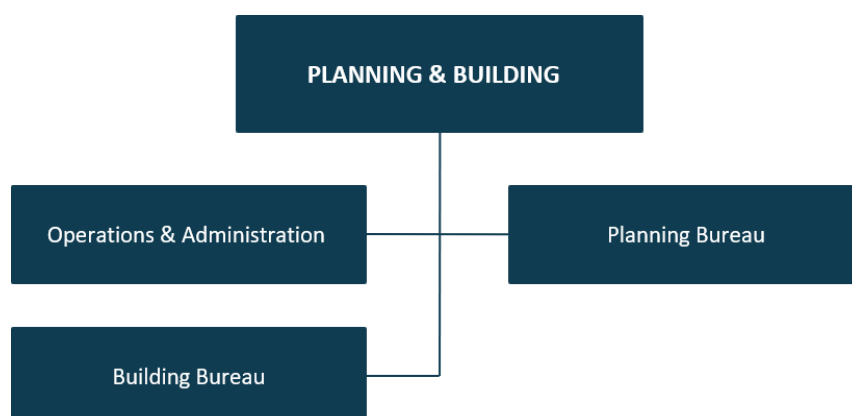 PLANNING & BUILDING
Operations & Administration
Planning Bureau
Building Bureau